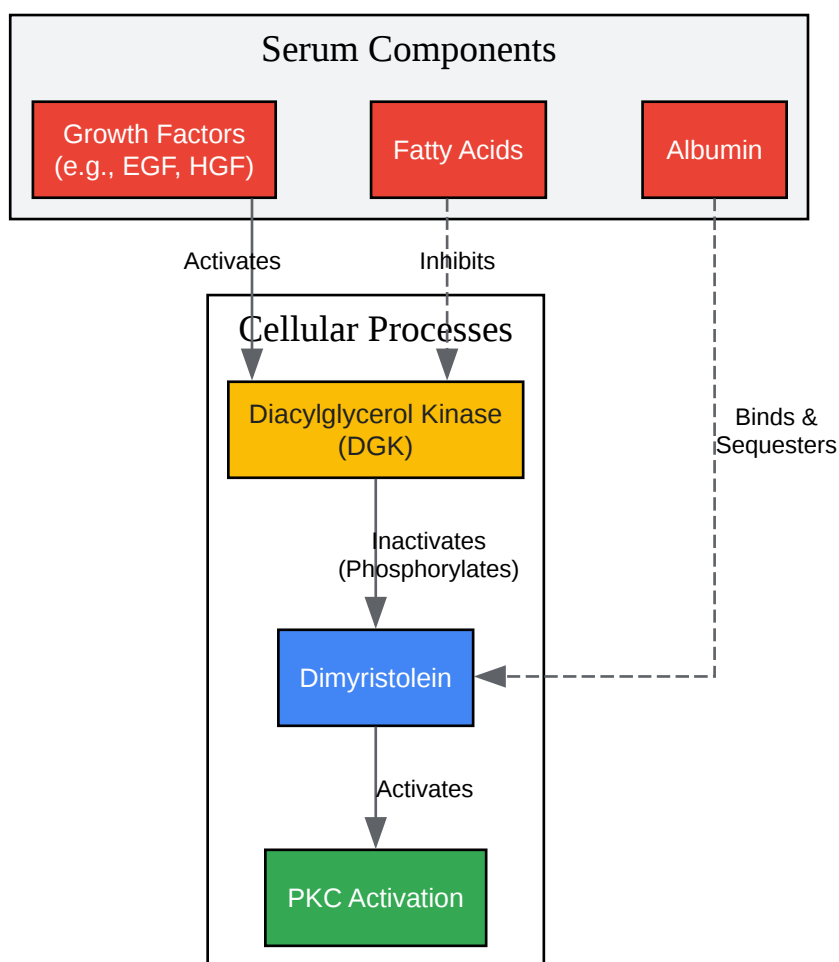 Serum Components
Growth Factors
(e.g., EGF, HGF)
Fatty Acids
Albumin
Activates
Inhibits
Cellular Processes
Diacylglycerol Kinase
(DGK)
Binds &
Sequesters
Inactivates
(Phosphorylates)
Dimyristolein
Activates
PKC Activation